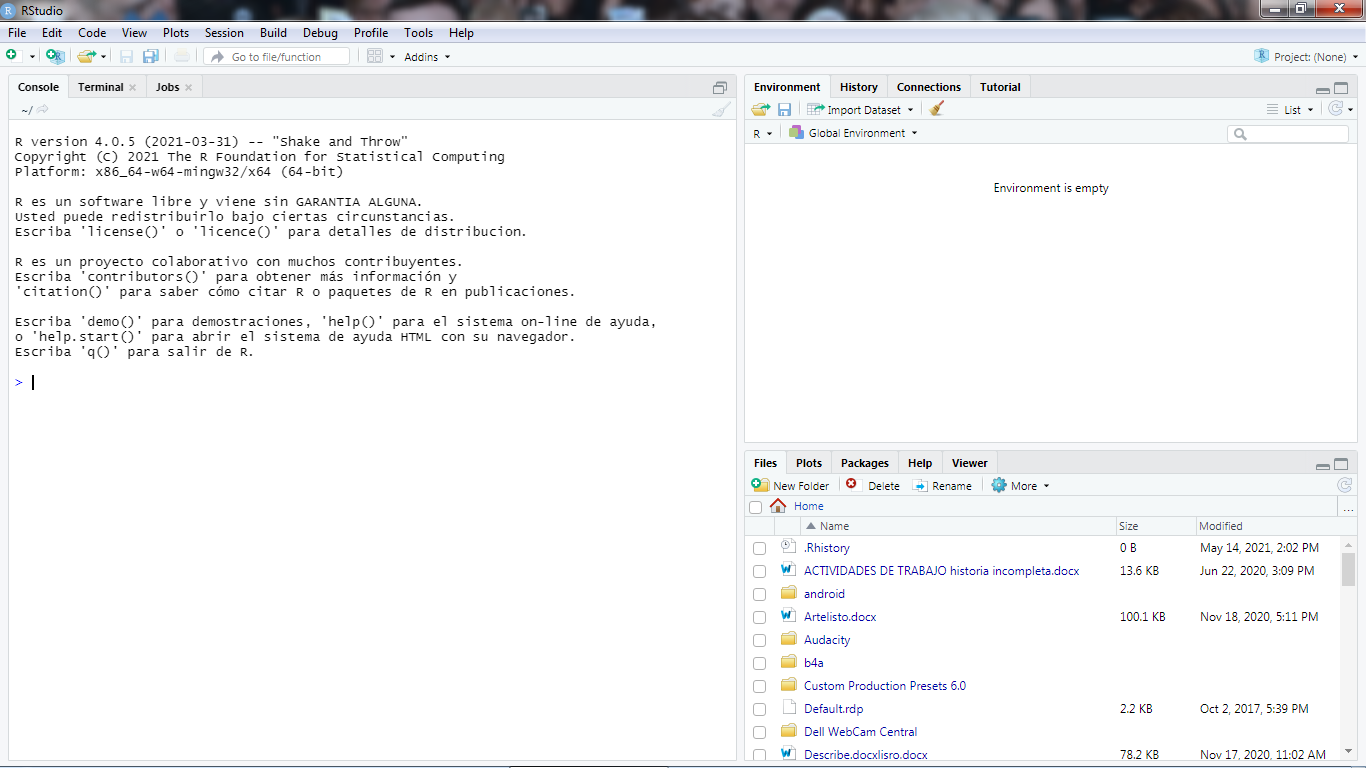 RStudio
File Edit Code View Plots Session Build Debug Profile Tools Help
Go to file/function Addins Project: (None)
Console Terminal Jobs
~/
R version 4.0.5 (2021-03-31) -- "Shake and Throw"
Copyright (C) 2021 The R Foundation for Statistical Computing
Platform: x86_64-w64-mingw32/x64 (64-bit)
R es un software libre y viene sin GARANTIA ALGUNA.
Usted puede redistribuirlo bajo ciertas circunstancias.
Escriba 'license()' o 'licence()' para detalles de distribucion.
R es un proyecto colaborativo con muchos contribuyentes.
Escriba 'contributors()' para obtener más información y
'citation()' para saber cómo citar R o paquetes de R en publicaciones.
Escriba 'demo()' para demostraciones, 'help()' para el sistema on-line de ayuda,
o 'help.start()' para abrir el sistema de ayuda HTML con su navegador.
Escriba 'q()' para salir de R.
>
Environment History Connections Tutorial
Import Dataset List
R Global Environment
Environment is empty
Files Plots Packages Help Viewer
New Folder Delete Rename More
Home ...
Name Size Modified
.Rhistory 0 B May 14, 2021, 2:02 PM
ACTIVIDADES DE TRABAJO historia incompleta.docx 13.6 KB Jun 22, 2020, 3:09 PM
android
Artelisto.docx 100.1 KB Nov 18, 2020, 5:11 PM
Audacity
b4a
Custom Production Presets 6.0
Default.rdp 2.2 KB Oct 2, 2017, 5:39 PM
Dell WebCam Central
Describe.docxlisro.docx 78.2 KB Nov 17, 2020, 11:02 AM